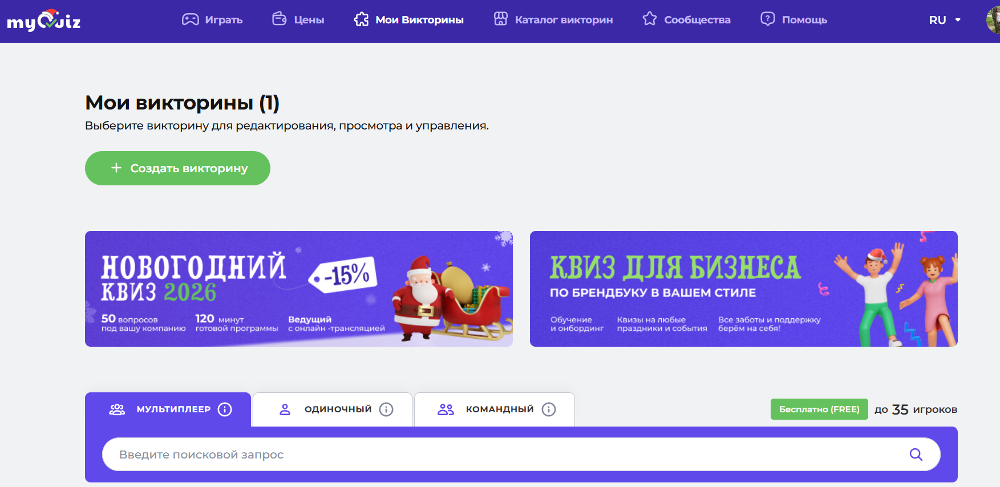 myQuiz
Играть
Цены
Мои Викторины
Каталог викторин
Сообщества
Помощь
RU
Мои викторины (1)
Выберите викторину для редактирования, просмотра и управления.
+ Создать викторину
НОВОГОДНИЙ
КВИЗ 2026
-15%
50 вопросов
под вашу компанию
120 минут
готовой программы
Ведущий
с онлайн -трансляцией
КВИЗ ДЛЯ БИЗНЕСА
ПО БРЕНДБУКУ В ВАШЕМ СТИЛЕ
Обучение
и онбординг
Квизы на любые
праздники и события
Все заботы и поддержку
берём на себя!
МУЛЬТИПЛЕЕР
ОДИНОЧНЫЙ
КОМАНДНЫЙ
Бесплатно (FREE) до 35 игроков
Введите поисковой запрос